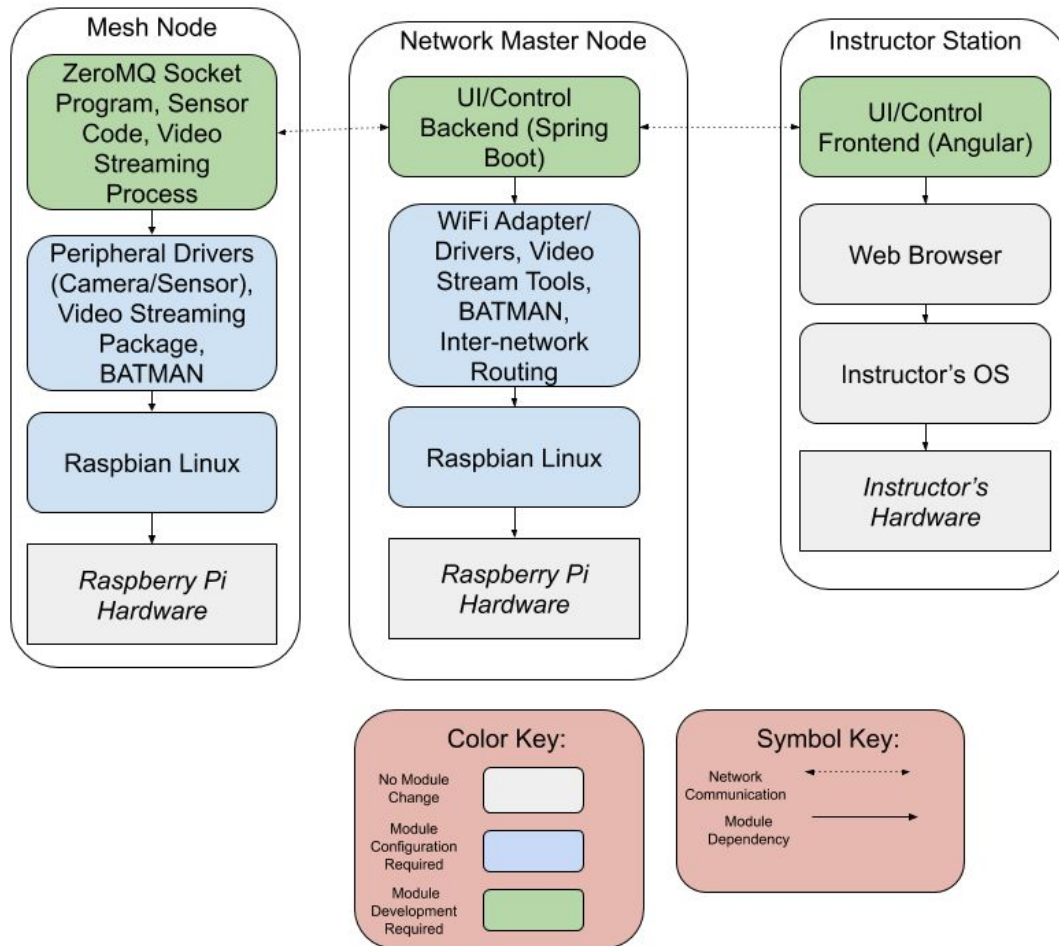 Mesh Node
ZeroMQ Socket
Program, Sensor
Code, Video
Streaming
Process
Peripheral Drivers
(Camera/Sensor),
Video Streaming
Package,
BATMAN
Raspbian Linux
Raspberry Pi
Hardware
Network Master Node
UI/Control
Backend (Spring
Boot)
WiFi Adapter/
Drivers, Video
Stream Tools,
BATMAN,
Inter-network
Routing
Raspbian Linux
Raspberry Pi
Hardware
Instructor Station
UI/Control
Frontend (Angular)
Web Browser
Instructor’s OS
Instructor’s
Hardware
Color Key:
No Module
Change
Module
Configuration
Required
Module
Development
Required
Symbol Key:
Network
Communication
Module
Dependency